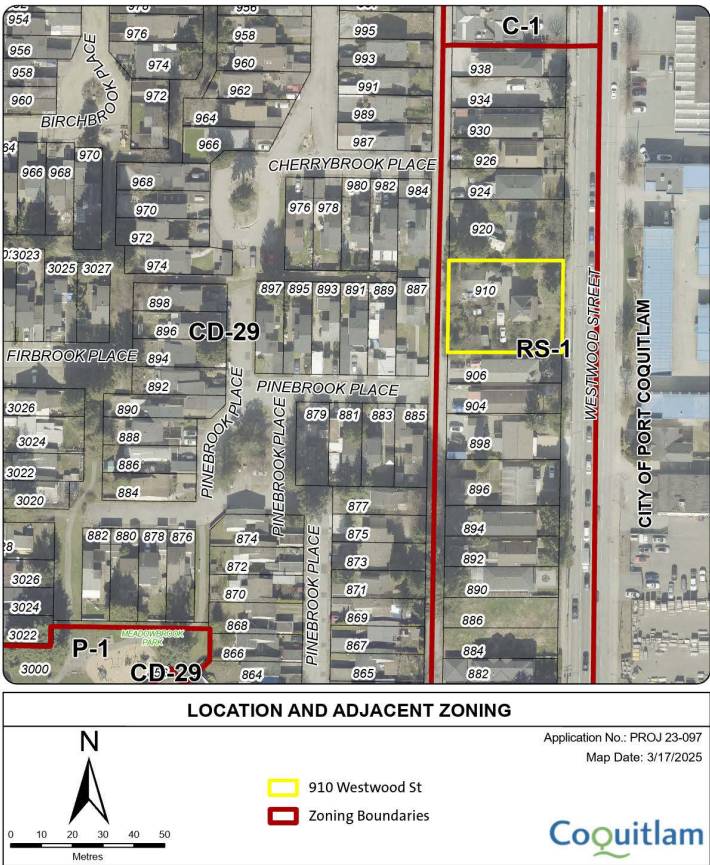 952
954
956
958
960
BIRCHBROOK PLACE
978
976
974
972
956
958
960
962
964
966
995
993
991
989
987
C-1
938
934
930
926
924
920
910
RS-1
906
904
898
896
894
892
890
886
884
882
WESTWOOD STREET
CITY OF PORT COQUITLAM
CHERRYBROOK PLACE
64
966 968
970
968
970
972
974
976 978
980 982 984
3023
3025 3027
898
896
894
892
CD-29
897 895 893 891 889 887
FIRBROOK PLACE
PINEBROOK PLACE
3026
3024
3022
3020
890
888
886
884
PINEBROOK PLACE
PINEBROOK PLACE
879 881 883 885
882 880 878 876
874
872
870
868
866
864
PINEBROOK PLACE
877
875
873
871
869
867
865
3026
3024
3022
3000
P-1
MEADOWBROOK
PARK
CD-29
LOCATION AND ADJACENT ZONING
N
0 10 20 30 40 50
Metres
910 Westwood St
Zoning Boundaries
Application No.: PROJ 23-097
Map Date: 3/17/2025
Coquitlam